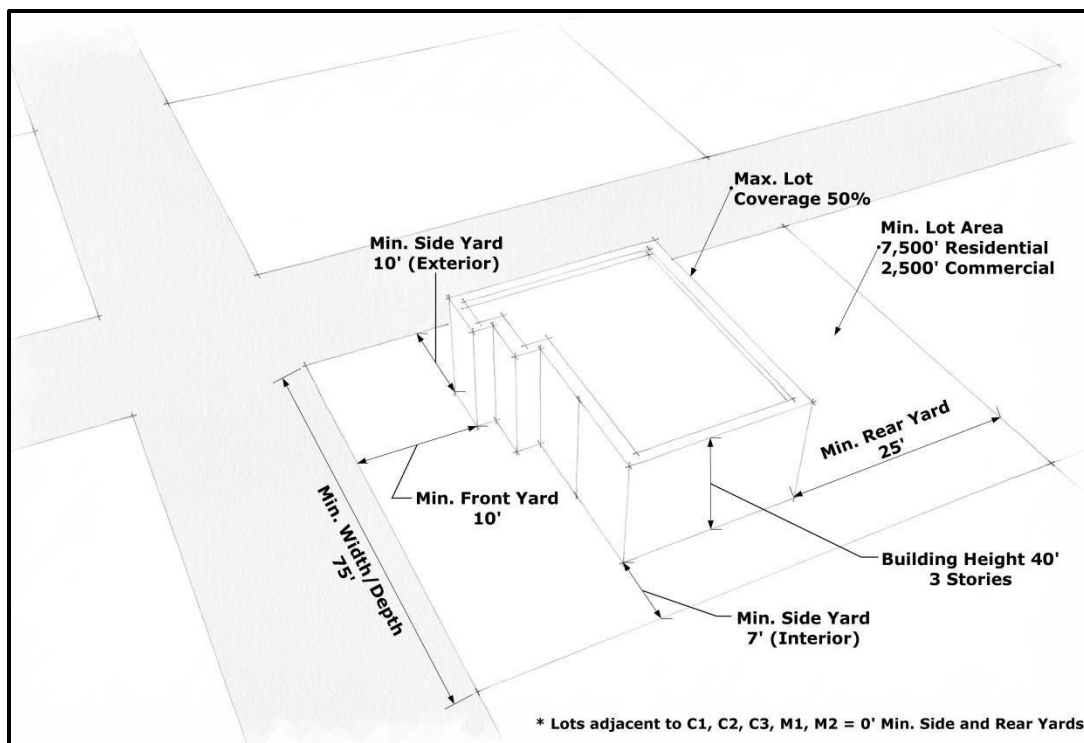 Max. Lot
Coverage 50%
Min. Lot Area
7,500' Residential
2,500' Commercial
Min. Side Yard
10' (Exterior)
Min. Rear Yard
25'
Min. Front Yard
10'
Min. Width/Depth
75'
Building Height 40'
3 Stories
Min. Side Yard
7' (Interior)
* Lots adjacent to C1, C2, C3, M1, M2 = 0' Min. Side and Rear Yards